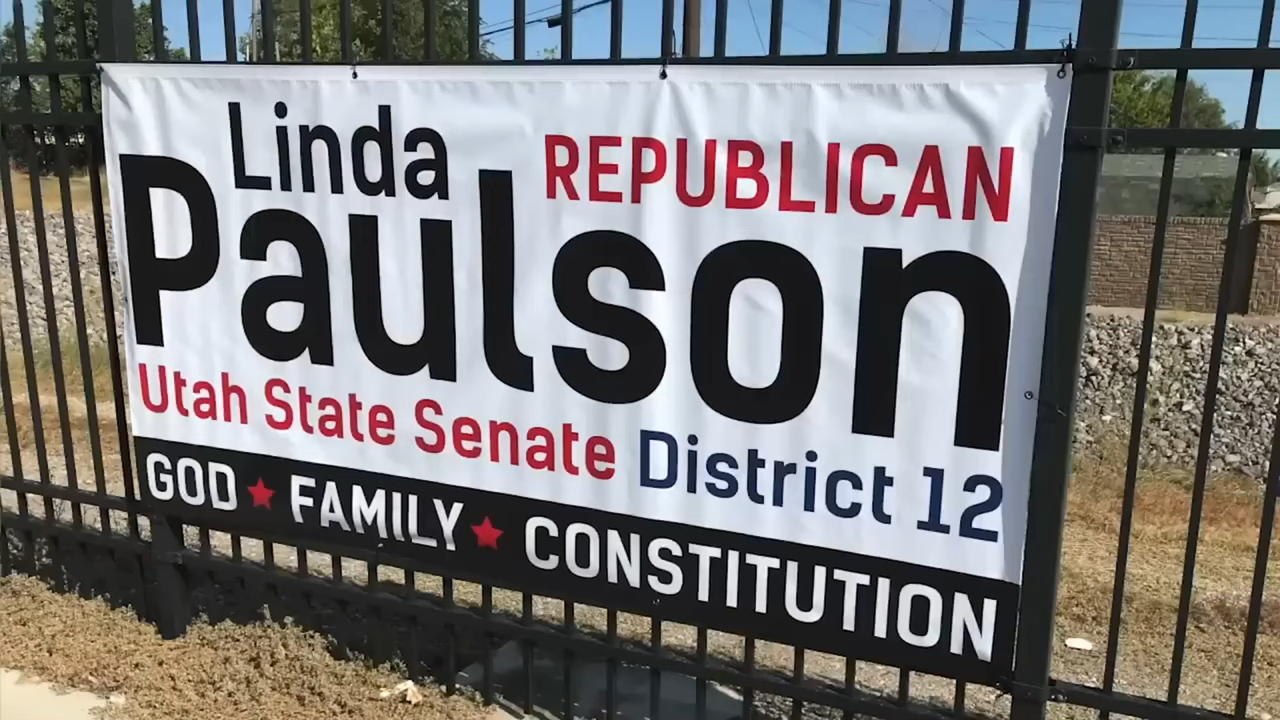 Linda
REPUBLICAN
Paulson
Utah State Senate District 12
GOD ★ FAMILY ★ CONSTITUTION